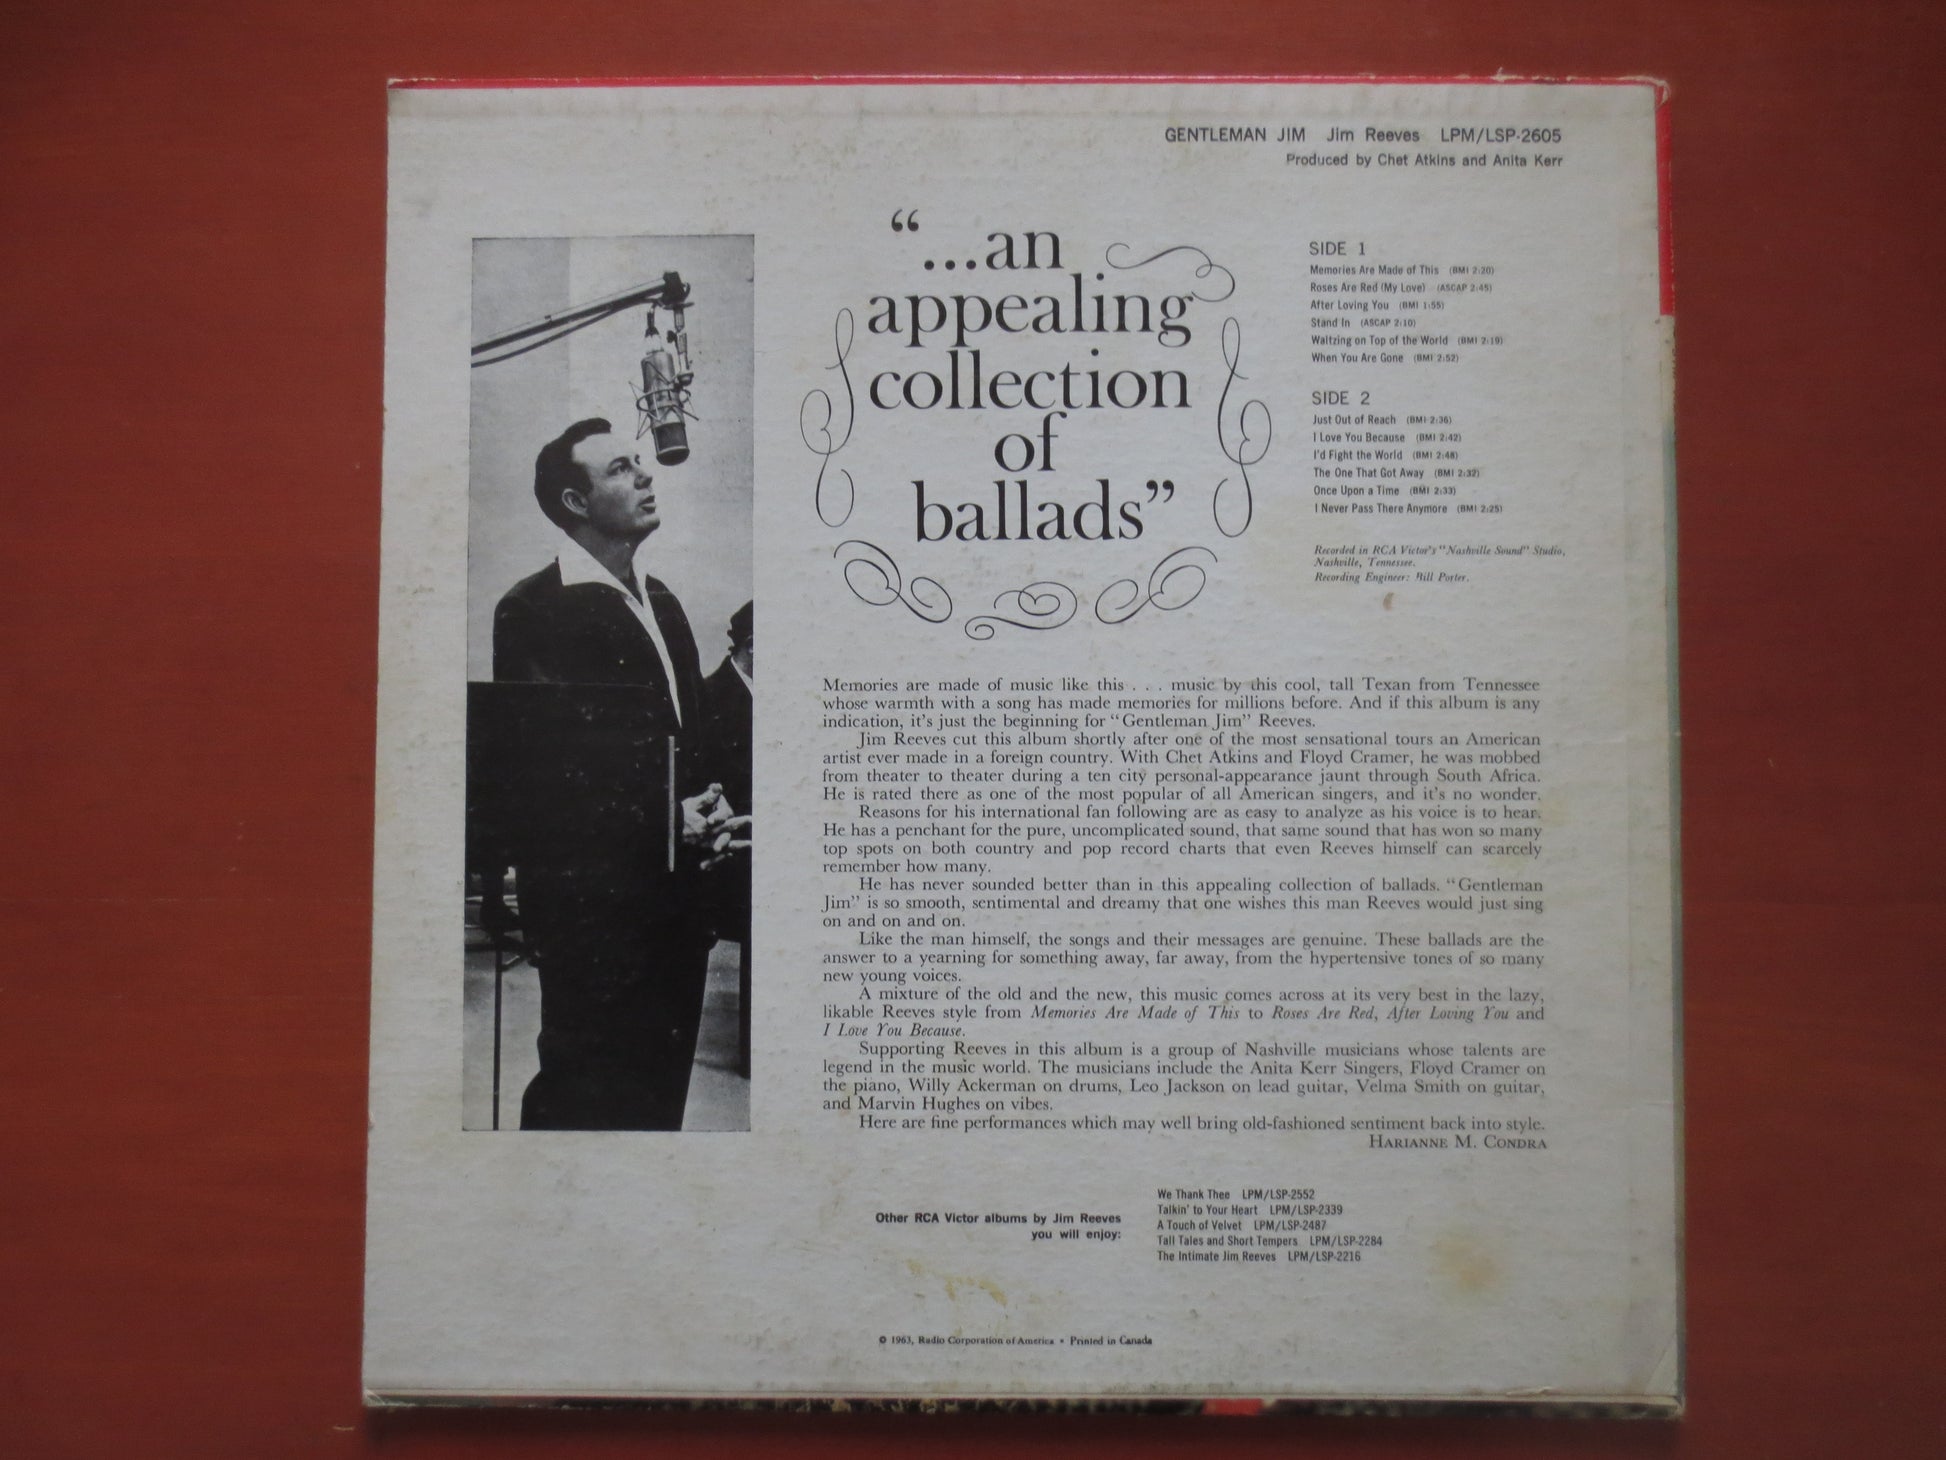 GENTLEMAN JIM Jim Reeves LPM/LSP-2605
Produced by Chet Atkins and Anita Kerr
“...an
appealing
collection
of
ballads”
SIDE 1
Memories Are Made of This (BMI 2:20)
Roses Are Red (My Love) (ASCAP 2:45)
After Loving You (BMI 1:55)
Stand In (ASCAP 2:10)
Waltzing on Top of the World (BMI 2:19)
When You Are Gone (BMI 2:52)
SIDE 2
Just Out of Reach (BMI 2:36)
I Love You Because (BMI 2:42)
I'd Fight the World (BMI 2:48)
The One That Got Away (BMI 2:32)
Once Upon a Time (BMI 2:33)
I Never Pass There Anymore (BMI 2:25)
Recorded in RCA Victor's "Nashville Sound" Studio,
Nashville, Tennessee.
Recording Engineer: Bill Porter.
Memories are made of music like this . . . music by this cool, tall Texan from Tennessee
whose warmth with a song has made memories for millions before. And if this album is any
indication, it's just the beginning for “Gentleman Jim” Reeves.
Jim Reeves cut this album shortly after one of the most sensational tours an American
artist ever made in a foreign country. With Chet Atkins and Floyd Cramer, he was mobbed
from theater to theater during a ten city personal-appearance jaunt through South Africa.
He is rated there as one of the most popular of all American singers, and it's no wonder.
Reasons for his international fan following are as easy to analyze as his voice is to hear.
He has a penchant for the pure, uncomplicated sound, that same sound that has won so many
top spots on both country and pop record charts that even Reeves himself can scarcely
remember how many.
He has never sounded better than in this appealing collection of ballads. “Gentleman
Jim” is so smooth, sentimental and dreamy that one wishes this man Reeves would just sing
on and on and on.
Like the man himself, the songs and their messages are genuine. These ballads are the
answer to a yearning for something away, far away, from the hypertensive tones of so many
new young voices.
A mixture of the old and the new, this music comes across at its very best in the lazy,
likable Reeves style from Memories Are Made of This to Roses Are Red, After Loving You and
I Love You Because.
Supporting Reeves in this album is a group of Nashville musicians whose talents are
legend in the music world. The musicians include the Anita Kerr Singers, Floyd Cramer on
the piano, Willy Ackerman on drums, Leo Jackson on lead guitar, Velma Smith on guitar,
and Marvin Hughes on vibes.
Here are fine performances which may well bring old-fashioned sentiment back into style.
HARIANNE M. CONDRA
Other RCA Victor albums by Jim Reeves
you will enjoy:
We Thank Thee LPM/LSP-2552
Talkin' to Your Heart LPM/LSP-2339
A Touch of Velvet LPM/LSP-2487
Tall Tales and Short Tempers LPM/LSP-2284
The Intimate Jim Reeves LPM/LSP-2216
© 1963, Radio Corporation of America • Printed in Canada